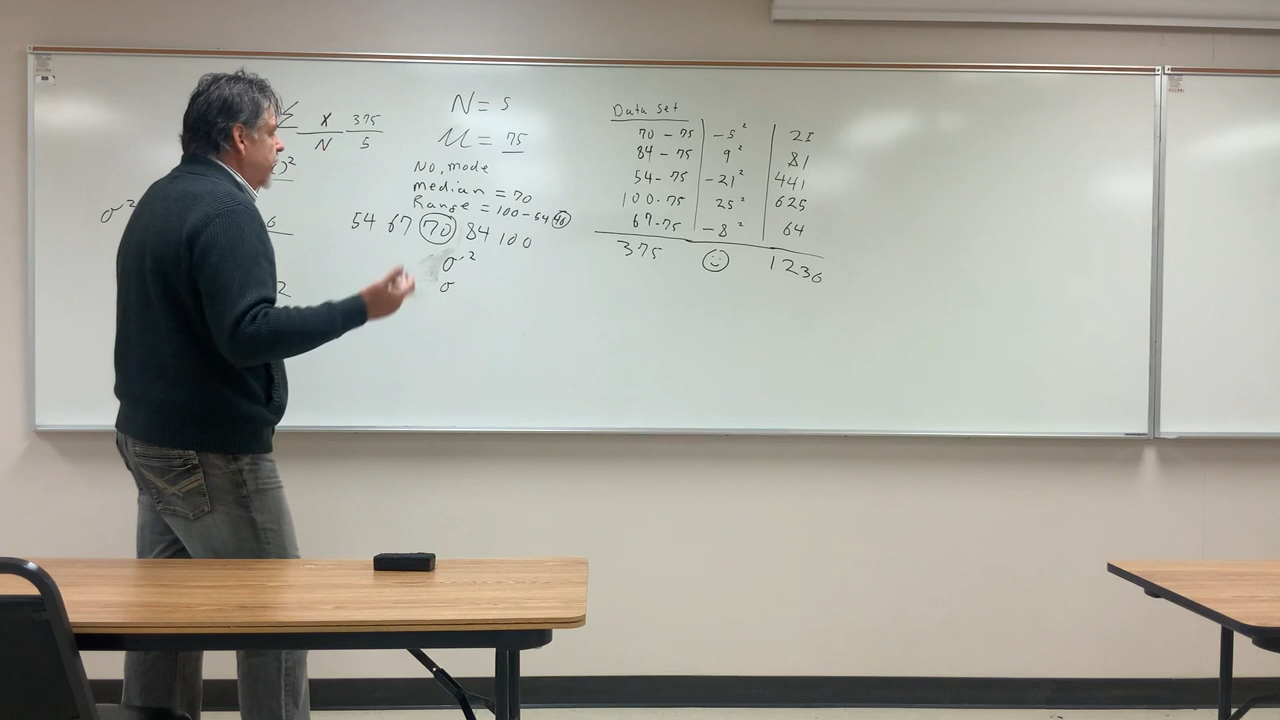 Σ X 375
N 5
)²
σ²
6
2
N = 5
M = 75
No, mode
median = 70
Range = 100-54 46
54 67 70 84 100
σ²
σ
Data set
70 - 75 -5² 25
84 - 75 9² 81
54 - 75 -21² 441
100 - 75 25² 625
67 - 75 -8² 64
375 1236